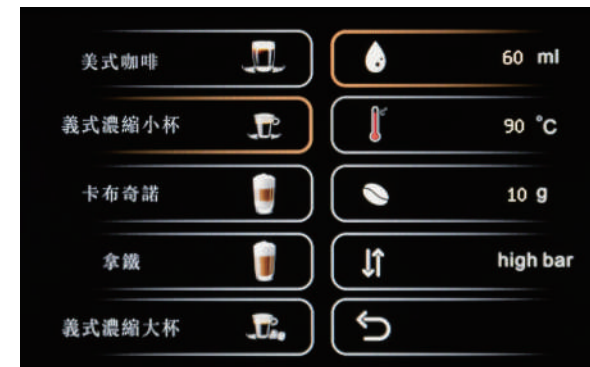 美式咖啡
60 ml
義式濃縮小杯
90 °C
卡布奇諾
10 g
拿鐵
high bar
義式濃縮大杯